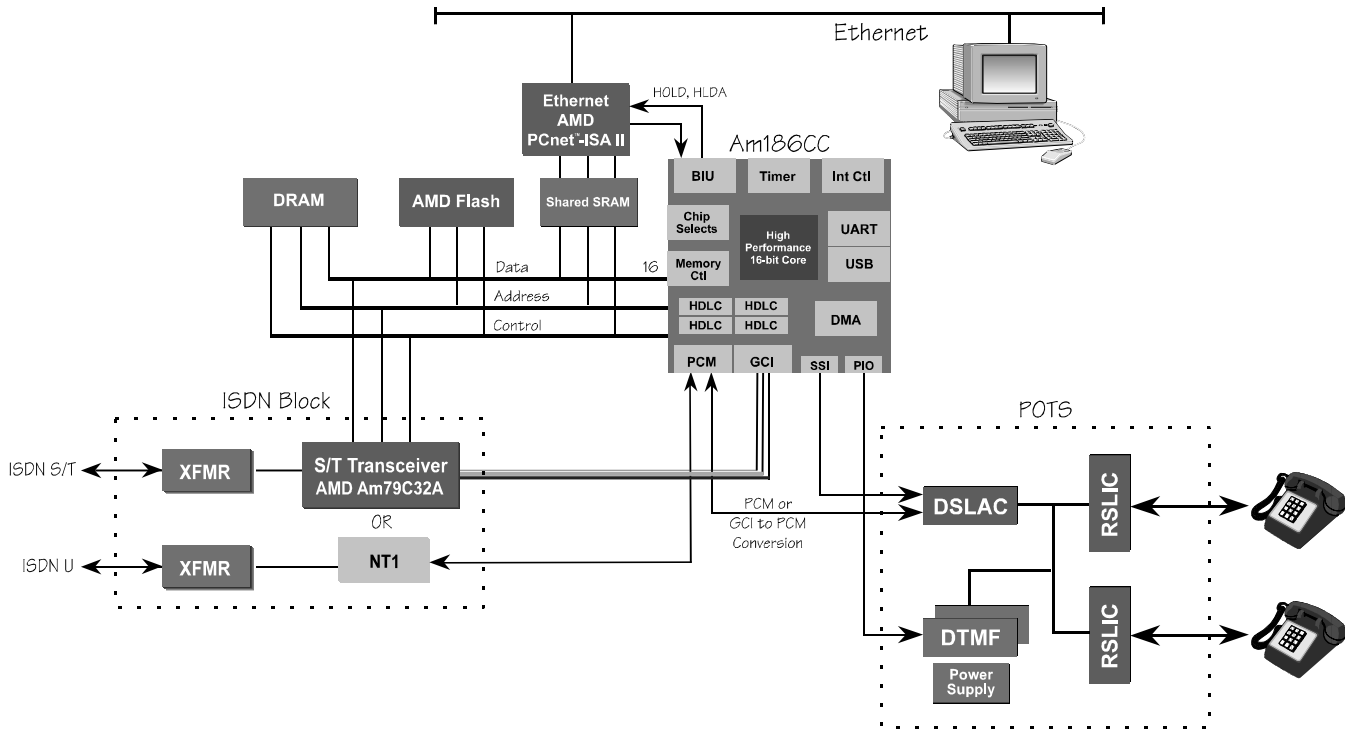 Ethernet
Ethernet
AMD
PCnet™-ISA II
HOLD, HLDA
Am186CC
BIU
Timer
Int Ctl
DRAM
AMD Flash
Shared SRAM
Chip
Selects
High
Performance
16-bit Core
UART
USB
Data
16
Memory
Ctl
Address
Control
HDLC
HDLC
HDLC
HDLC
DMA
PCM
GCI
SSI
PIO
ISDN Block
POTS
ISDN S/T
XFMR
S/T Transceiver
AMD Am79C32A
OR
ISDN U
XFMR
NT1
PCM or
GCI to PCM
Conversion
DSLAC
RSLIC
DTMF
RSLIC
Power
Supply